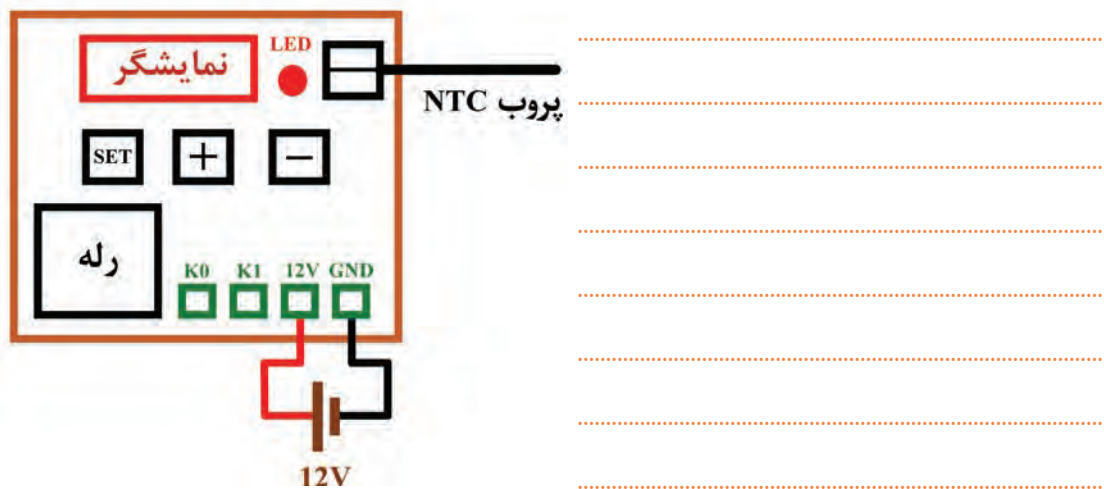 نمایشگر
LED
پروب NTC
SET + −
رله
K0 K1 12V GND
12V